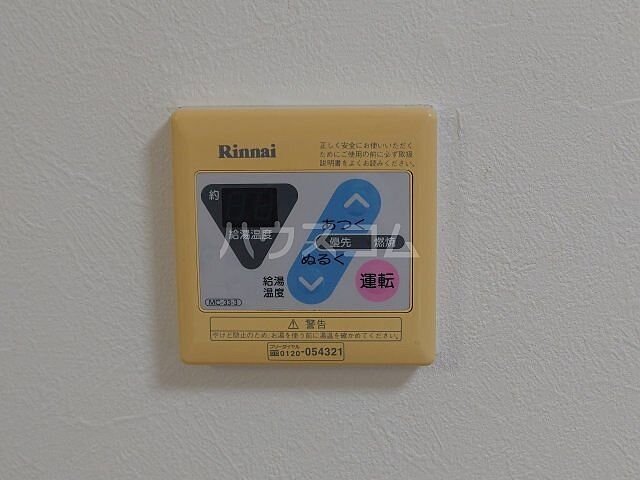 Rinnai
正しく安全にお使いいただく
ためにご使用の前に必ず取扱
説明書をよくお読みください。
約
給湯温度
あつく
優先 燃焼
ぬるく
ハウスコム
給湯
温度
運転
MC-33-3
⚠ 警告
やけど防止のため、お湯を使う前に湯温を確かめてください。
フリーダイヤル
0120-054321